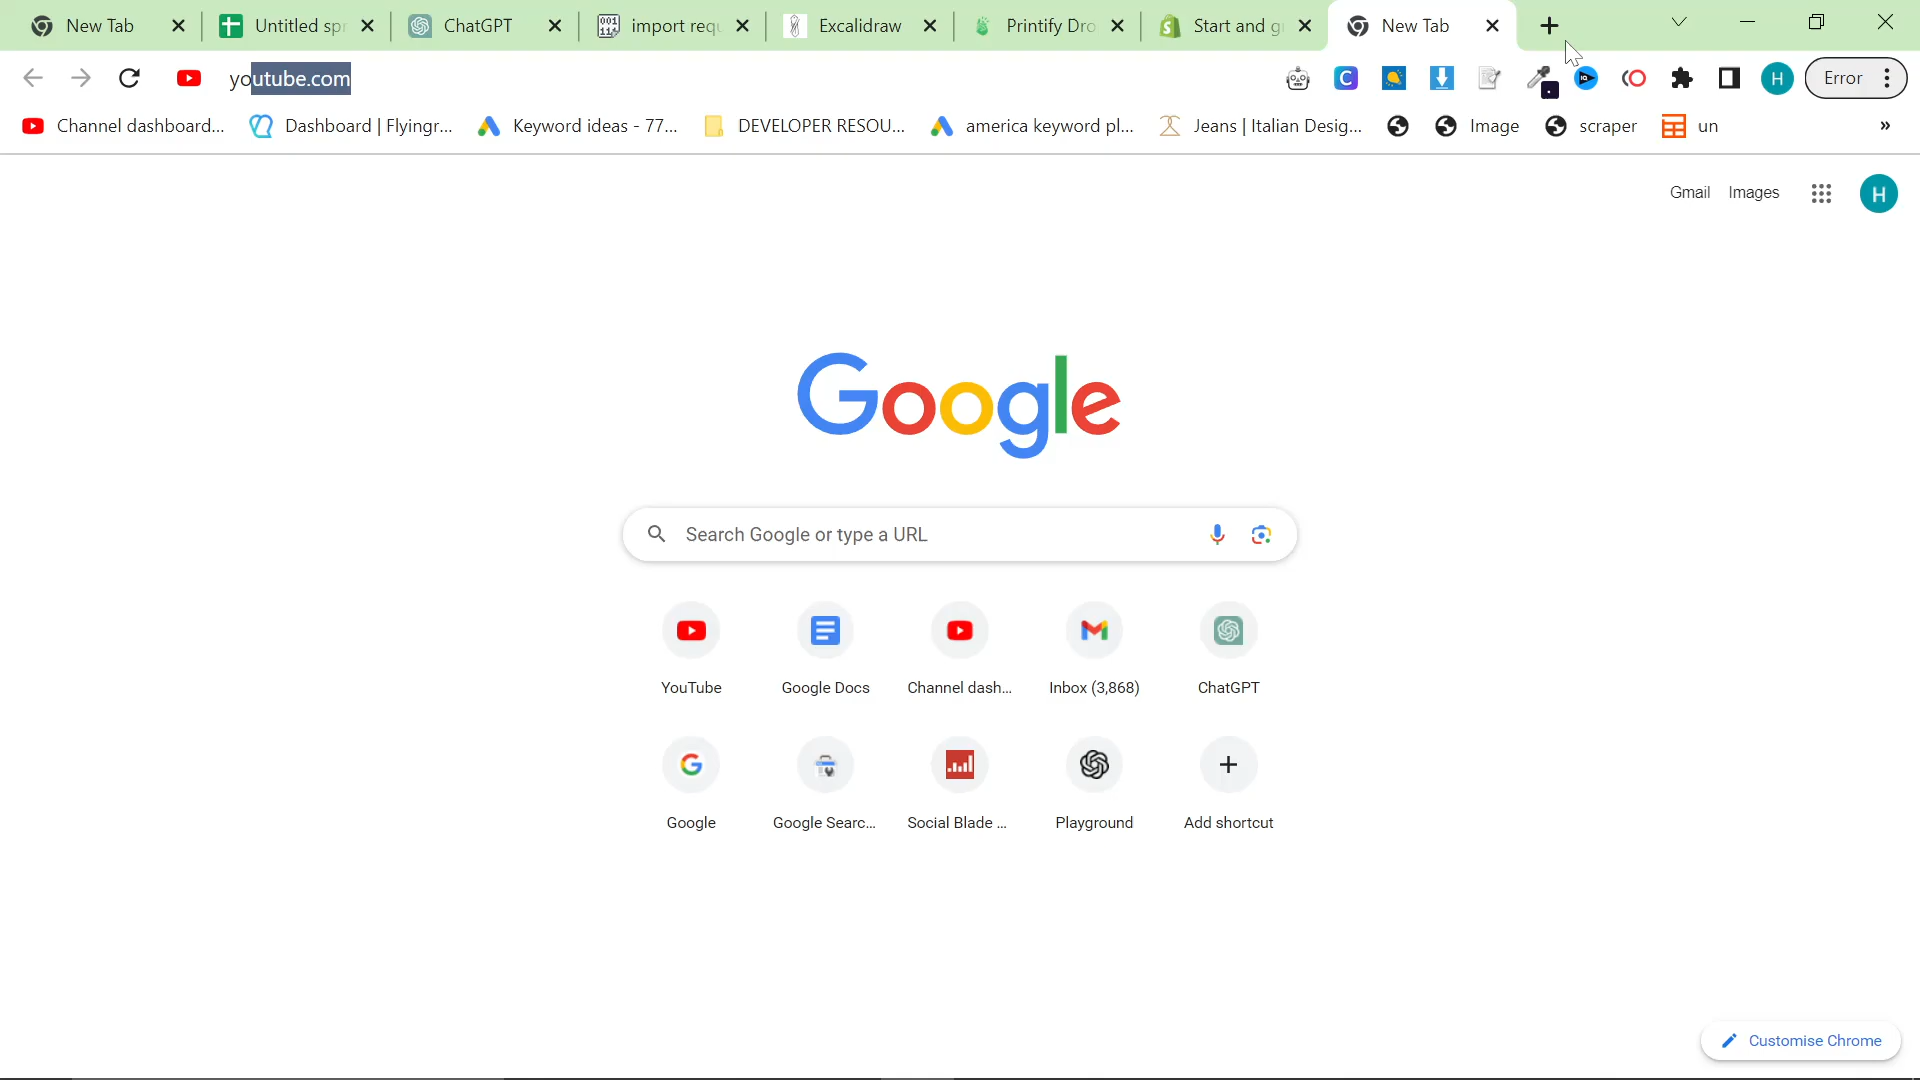 New Tab
Untitled spr
ChatGPT
import requ
Excalidraw
Printify Dro
Start and g
New Tab
youtube.com
Error
Channel dashboard...
Dashboard | Flyingr...
Keyword ideas - 77...
DEVELOPER RESOU...
america keyword pl...
Jeans | Italian Desig...
Image
scraper
un
»
Gmail
Images
H
H
Google
Search Google or type a URL
YouTube
Google Docs
Channel dash...
Inbox (3,868)
ChatGPT
Google
Google Searc...
Social Blade ...
Playground
Add shortcut
Customise Chrome